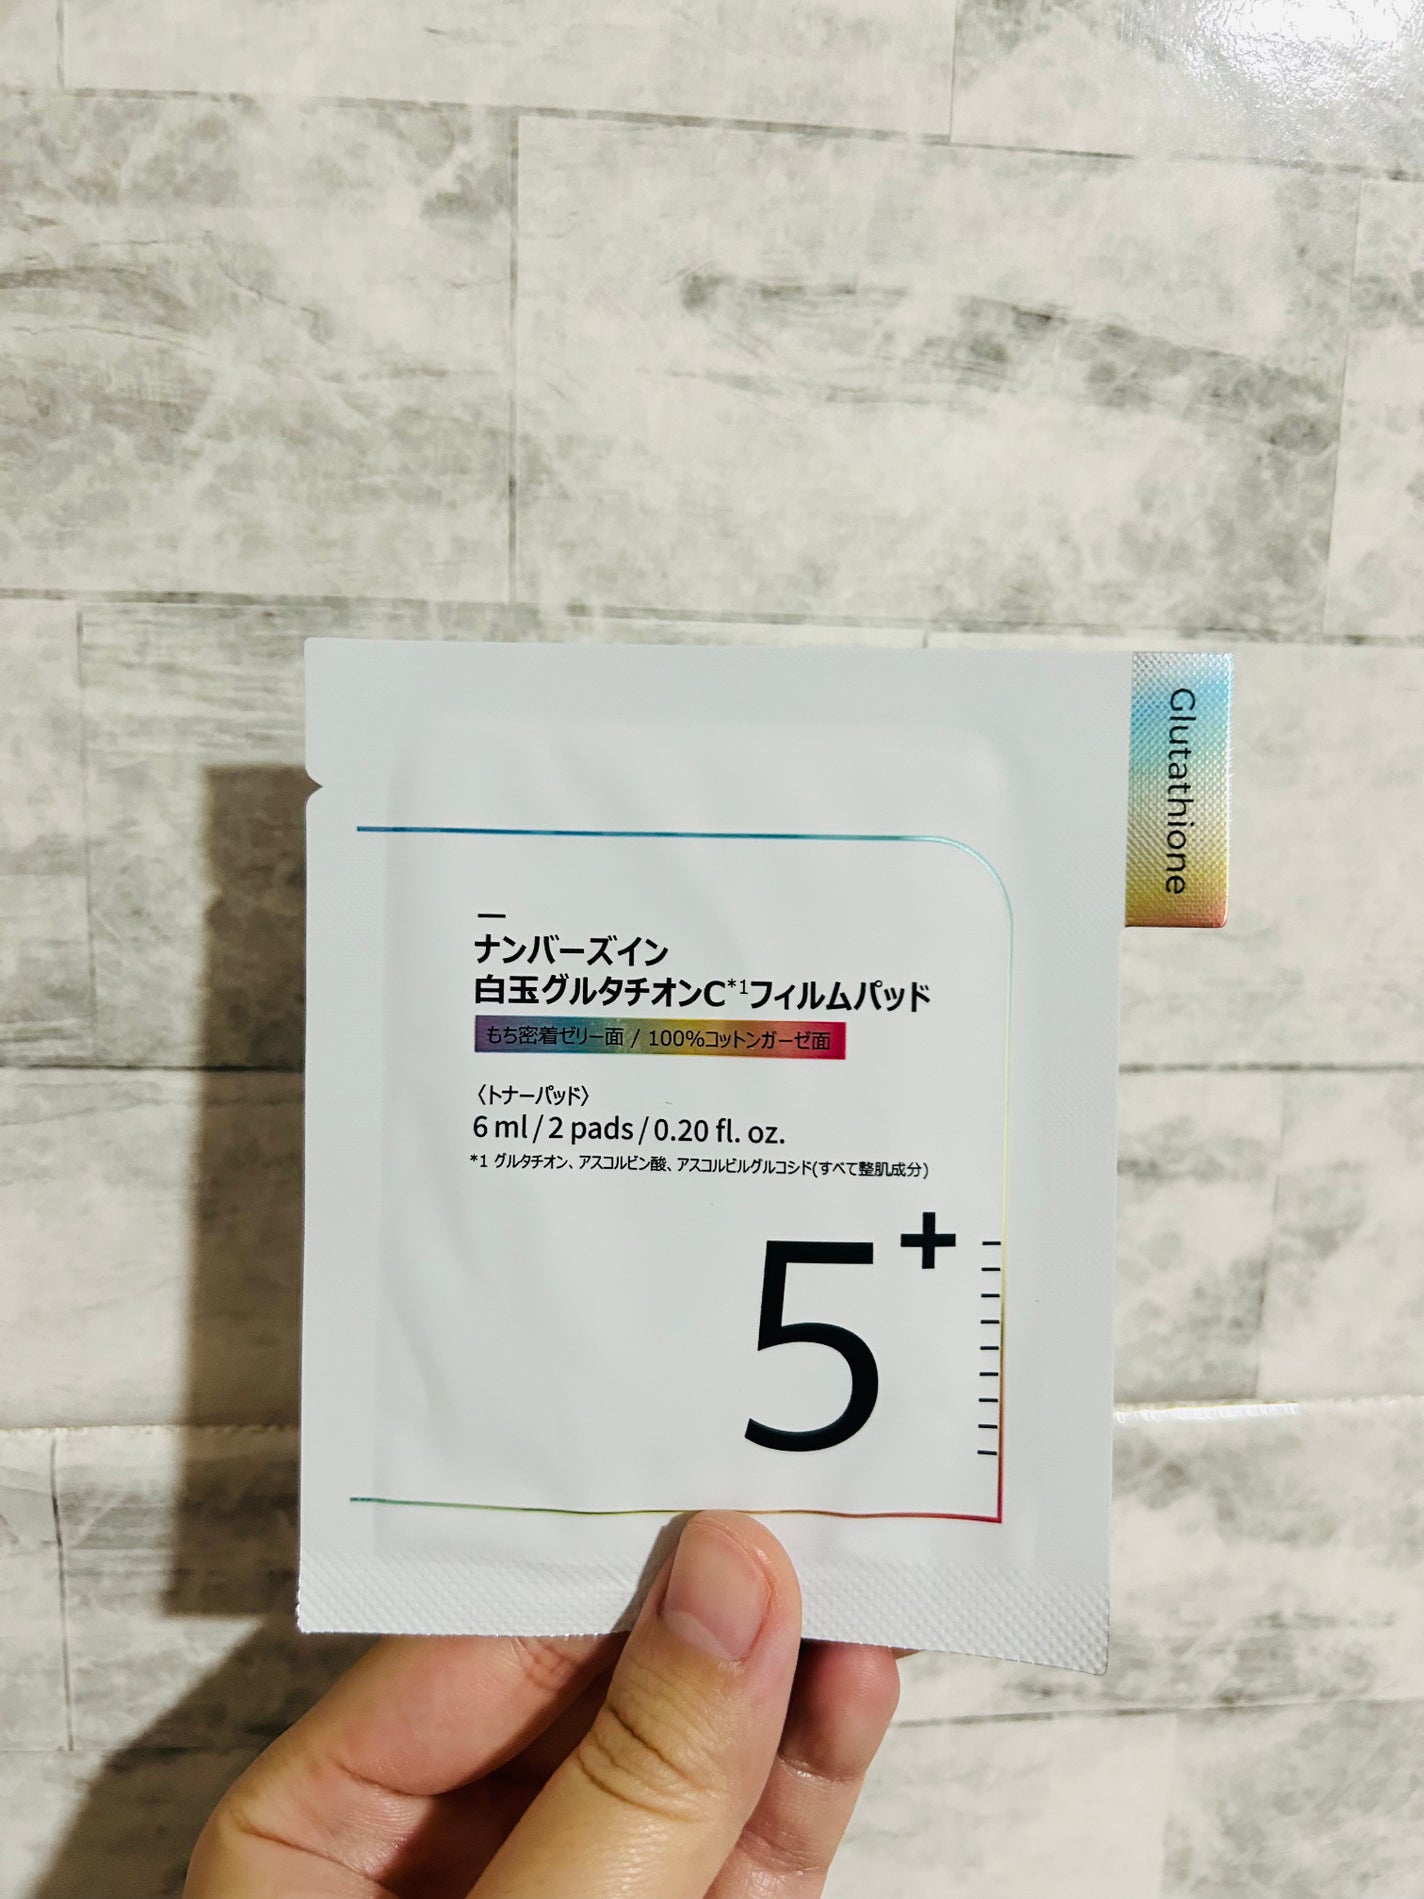 Glutathione
ナンバーズイン
白玉グルタチオンC*1フィルムパッド
もち密着ゼリー面 / 100%コットンガーゼ面
〈トナーパッド〉
6 ml / 2 pads / 0.20 fl. oz.
*1 グルタチオン、アスコルビン酸、アスコルビルグルコシド(すべて整肌成分)
5+